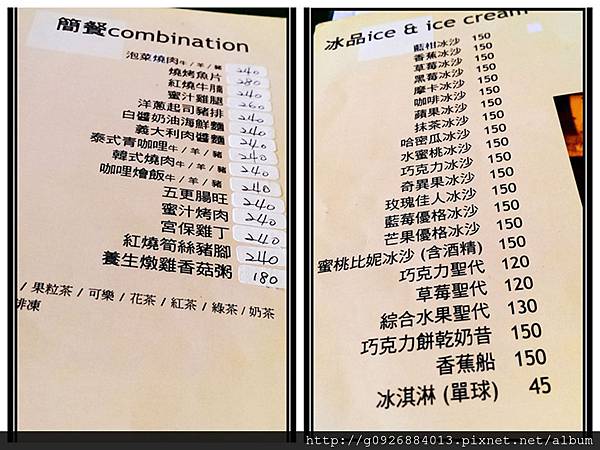 簡餐combination
泡菜燒肉牛/羊/豬 240
燒烤魚片 280
紅燒牛腩 240
蜜汁雞腿 260
洋蔥起司豬排 240
白醬奶油海鮮麵 240
義大利肉醬麵 240
泰式青咖哩牛/羊/豬 240
韓式燒肉牛/羊/豬 240
咖哩燴飯牛/羊/豬 240
五更腸旺 240
蜜汁烤肉 240
宮保雞丁 240
紅燒筍絲豬腳 240
養生燉雞香菇粥 180
/ 果粒茶 / 可樂 / 花茶 / 紅茶 / 綠茶 / 奶茶
冰品ice & ice cream
藍柑冰沙 150
香蕉冰沙 150
草莓冰沙 150
黑莓冰沙 150
摩卡冰沙 150
咖啡冰沙 150
蘋果冰沙 150
抹茶冰沙 150
哈密瓜冰沙 150
水蜜桃冰沙 150
巧克力冰沙 150
奇異果冰沙 150
玫瑰佳人冰沙 150
藍莓優格冰沙 150
芒果優格冰沙 150
蜜桃比妮冰沙 (含酒精) 150
巧克力聖代 120
草莓聖代 120
綜合水果聖代 130
巧克力餅乾奶昔 150
香蕉船 150
冰淇淋 (單球) 45
http://g0926884013.pixnet.net/album